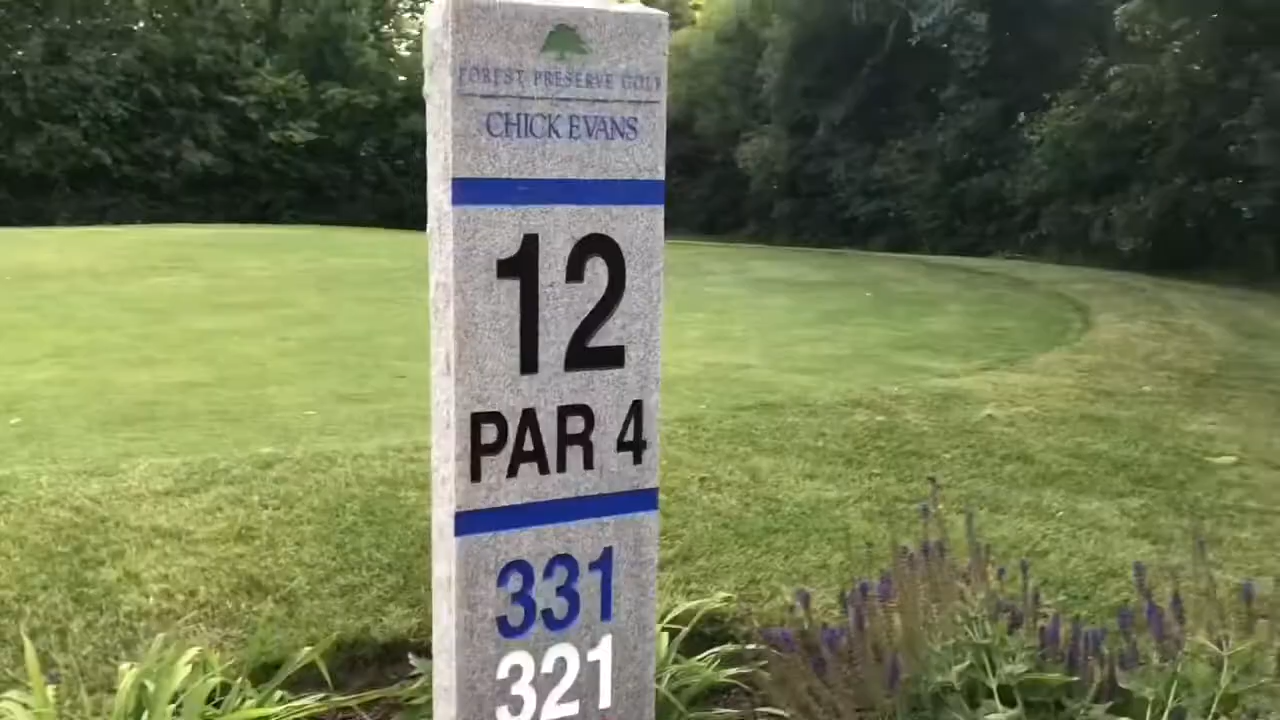 FOREST PRESERVE GOLF
CHICK EVANS
12
PAR 4
331
321